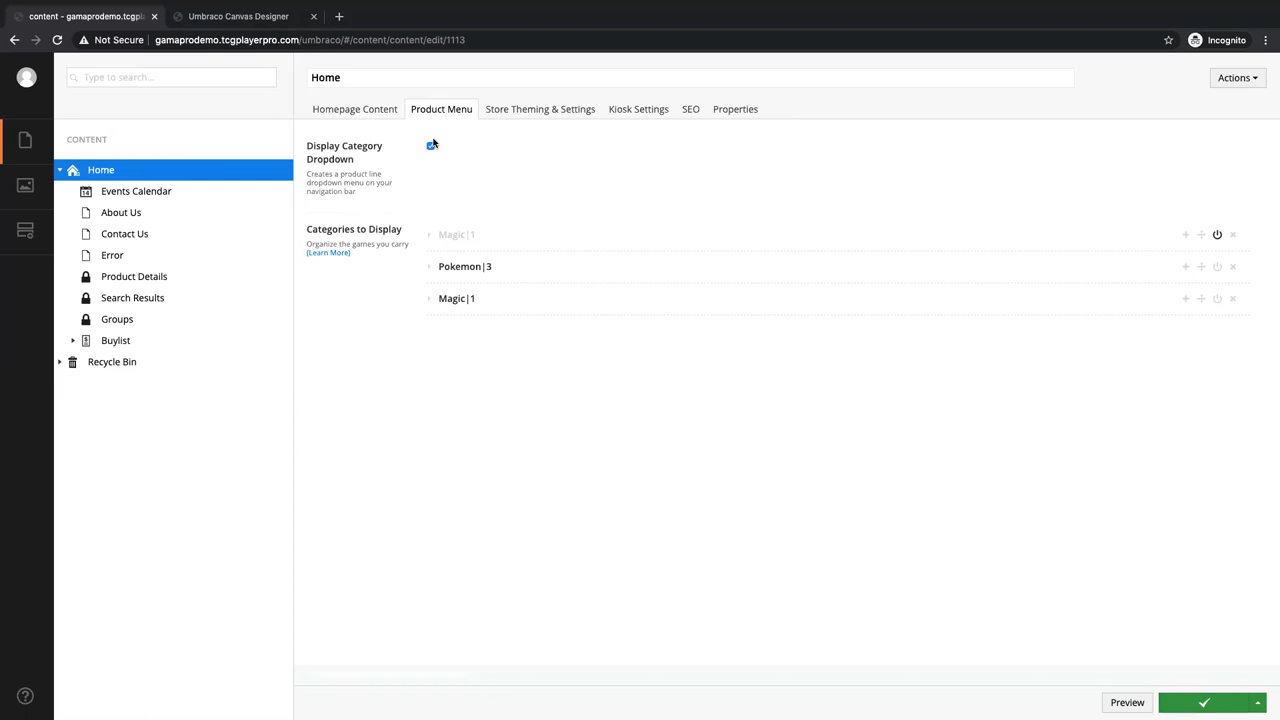 content - gamaprodemo.tcgpla
Umbraco Canvas Designer
Not Secure
gamaprodemo.tcgplayerpro.com/umbraco/#/content/content/edit/1113
Incognito
Type to search...
Home
Actions
Homepage Content
Product Menu
Store Theming & Settings
Kiosk Settings
SEO
Properties
CONTENT
Home
Events Calendar
About Us
Contact Us
Error
Product Details
Search Results
Groups
Buylist
Recycle Bin
Display Category
Dropdown
Creates a product line
dropdown menu on your
navigation bar
Categories to Display
Organize the games you carry
(Learn More)
Magic|1
Pokemon|3
Magic|1
Preview